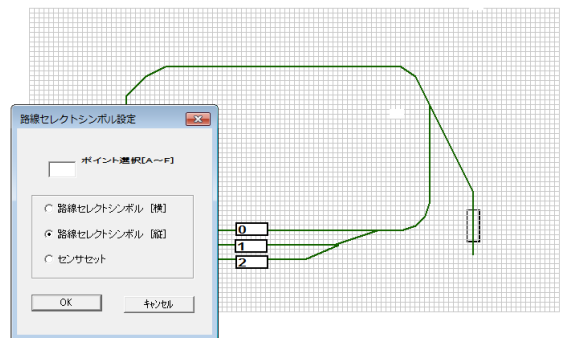 路線セレクトシンボル設定
ポイント選択[A～F]
路線セレクトシンボル [横]
路線セレクトシンボル [縦]
センサセット
OK
キャンセル
0
1
2